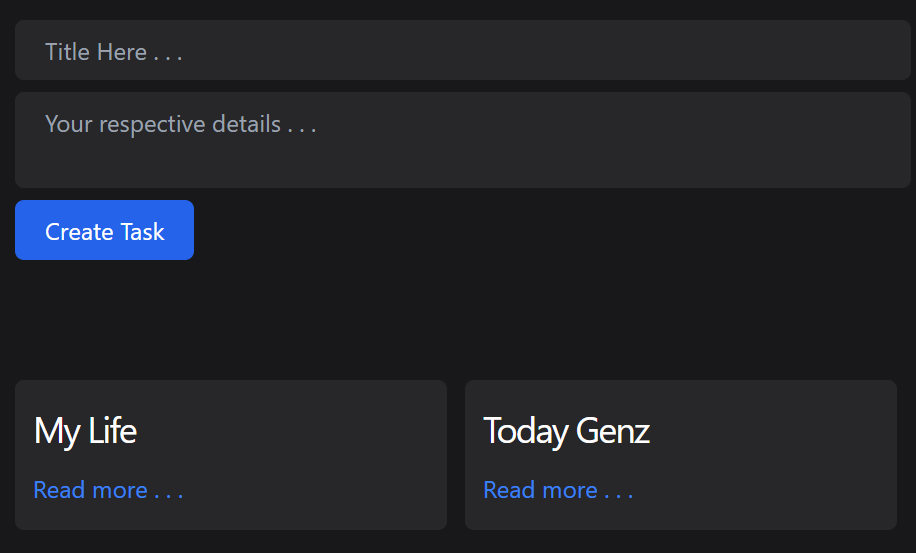 Title Here . . .
Your respective details . . .
Create Task
My Life
Today Genz
Read more . . .
Read more . . .